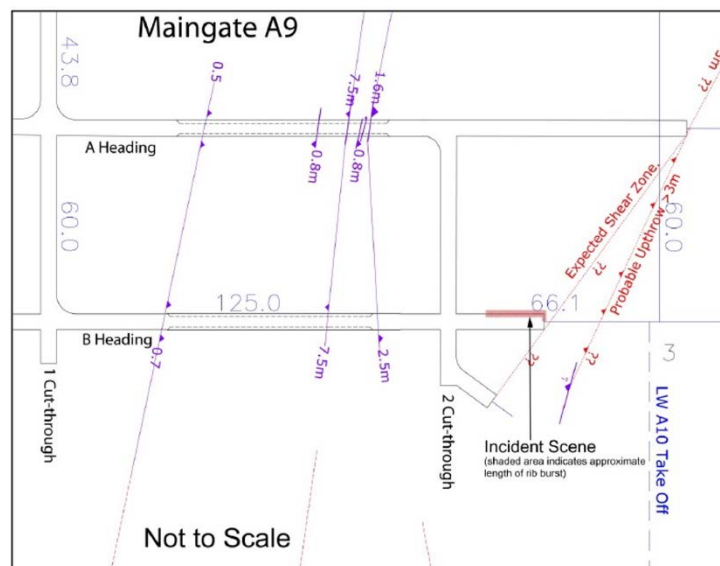 Maingate A9
43.8
0.5
7.5m
1.6m
??
A Heading
0.8m
0.8m
60.0
Expected Shear Zone.
??
Probable Upthrow >3m
60.0
125.0
66.1
B Heading
0.7
7.5m
2.5m
??
??
3
1 Cut-through
2 Cut-through
Incident Scene
(shaded area indicates approximate
length of rib burst)
LW A10 Take Off
Not to Scale